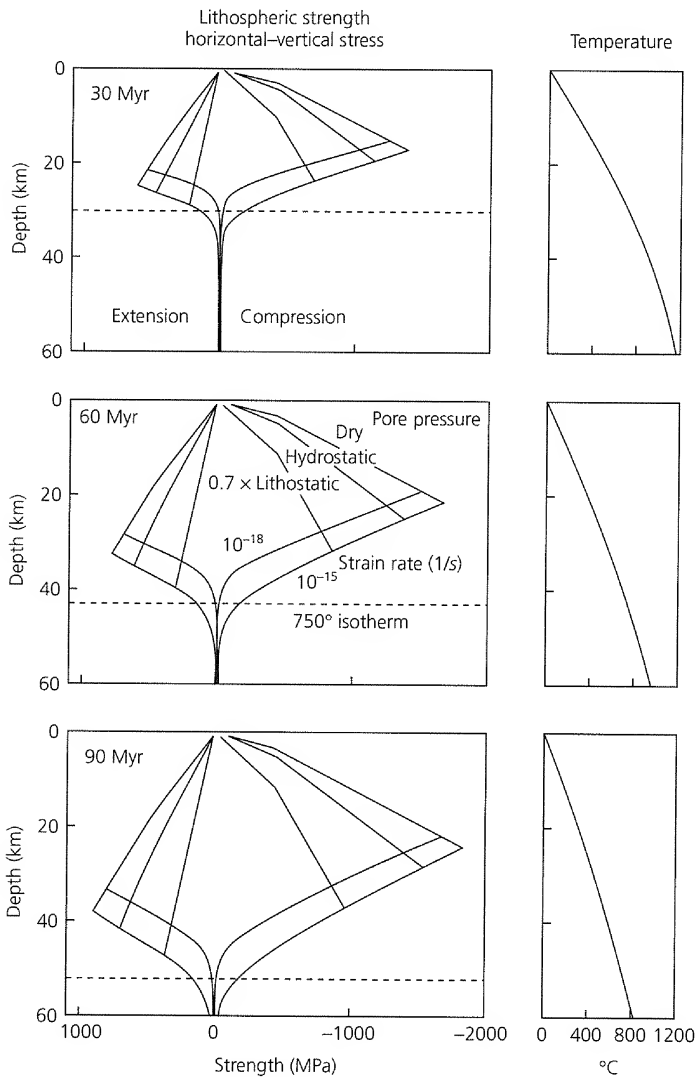 Lithospheric strength
horizontal–vertical stress
Temperature
0
30 Myr
20
Depth (km)
40
Extension
Compression
60
0
60 Myr
Pore pressure
Dry
Hydrostatic
0.7 × Lithostatic
20
Depth (km)
10⁻¹⁸
Strain rate (1/s)
10⁻¹⁵
40
750° isotherm
60
0
90 Myr
20
Depth (km)
40
60
1000 0 –1000 –2000
Strength (MPa)
0 400 800 1200
°C